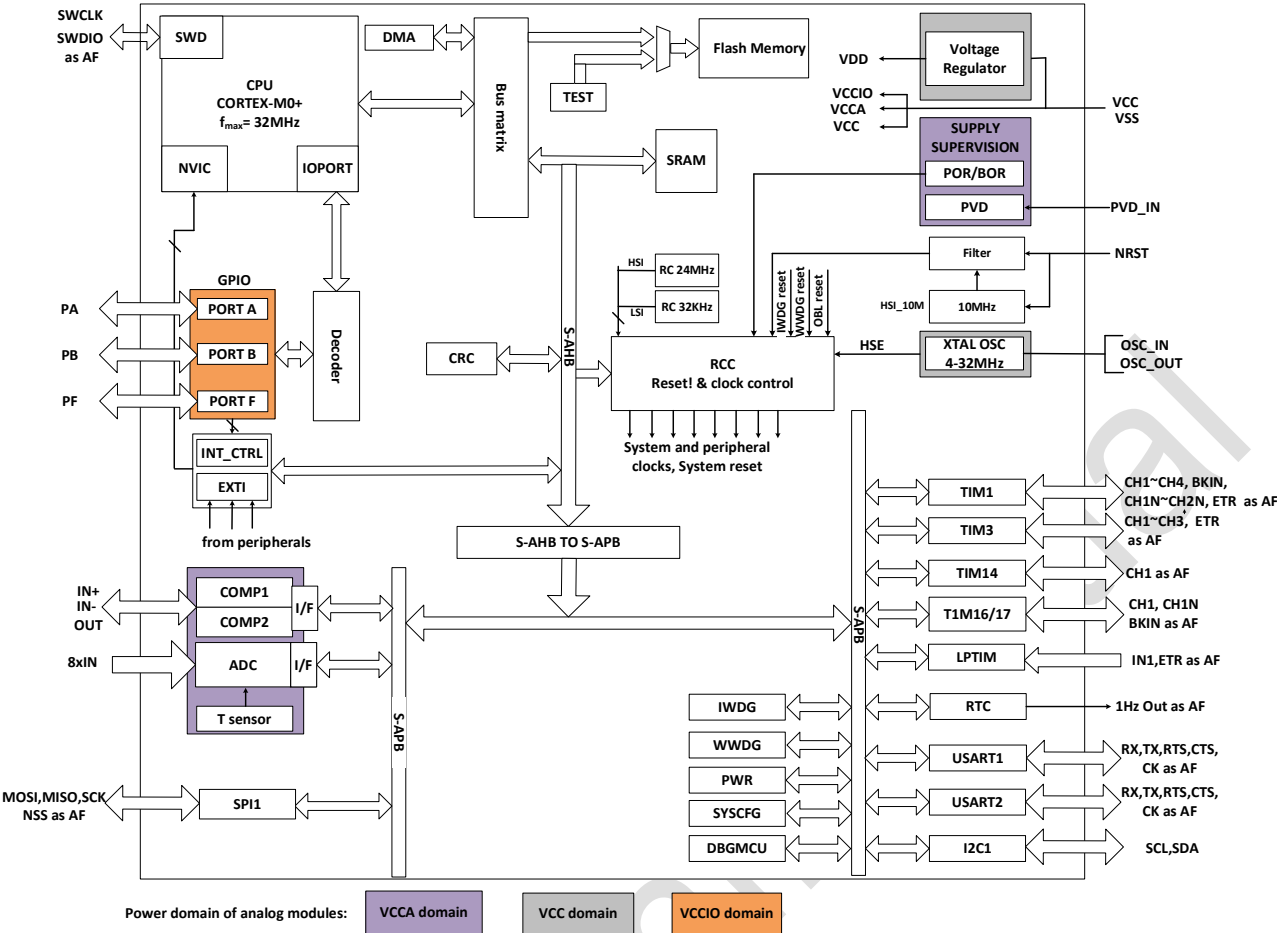 SWCLK
SWDIO
as AF
SWD
CPU
CORTEX-M0+
fmax= 32MHz
NVIC
IOPORT
DMA
Bus matrix
TEST
Flash Memory
SRAM
VDD
VCCIO
VCCA
VCC
Voltage
Regulator
VCC
VSS
SUPPLY
SUPERVISION
POR/BOR
PVD
PVD_IN
Filter
NRST
HSI_10M
10MHz
HSE
XTAL OSC
4-32MHz
OSC_IN
OSC_OUT
HSI
RC 24MHz
LSI
RC 32KHz
IWDG reset
WWDG reset
OBL reset
RCC
Reset! & clock control
System and peripheral
clocks, System reset
GPIO
PA
PORT A
PB
PORT B
PF
PORT F
Decoder
CRC
S-AHB
INT_CTRL
EXTI
from peripherals
S-AHB TO S-APB
IN+
IN-
OUT
COMP1
COMP2
I/F
8xIN
ADC
I/F
T sensor
S-APB
MOSI,MISO,SCK
NSS as AF
SPI1
S-APB
IWDG
WWDG
PWR
SYSCFG
DBGMCU
TIM1
CH1~CH4, BKIN,
CH1N~CH2N, ETR as AF
TIM3
CH1~CH3, ETR
as AF
TIM14
CH1 as AF
T1M16/17
CH1, CH1N
BKIN as AF
LPTIM
IN1,ETR as AF
RTC
1Hz Out as AF
USART1
RX,TX,RTS,CTS,
CK as AF
USART2
RX,TX,RTS,CTS,
CK as AF
I2C1
SCL,SDA
Power domain of analog modules:
VCCA domain
VCC domain
VCCIO domain